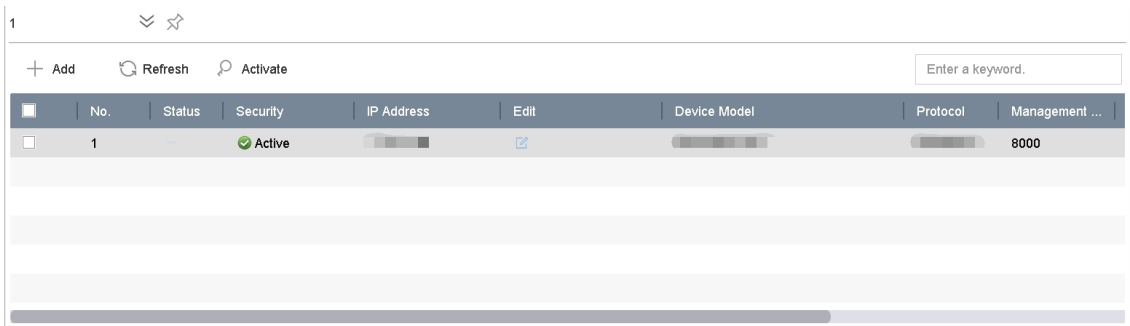 1
Add Refresh Activate Enter a keyword.
No. Status Security IP Address Edit Device Model Protocol Management ...
1 Active 8000